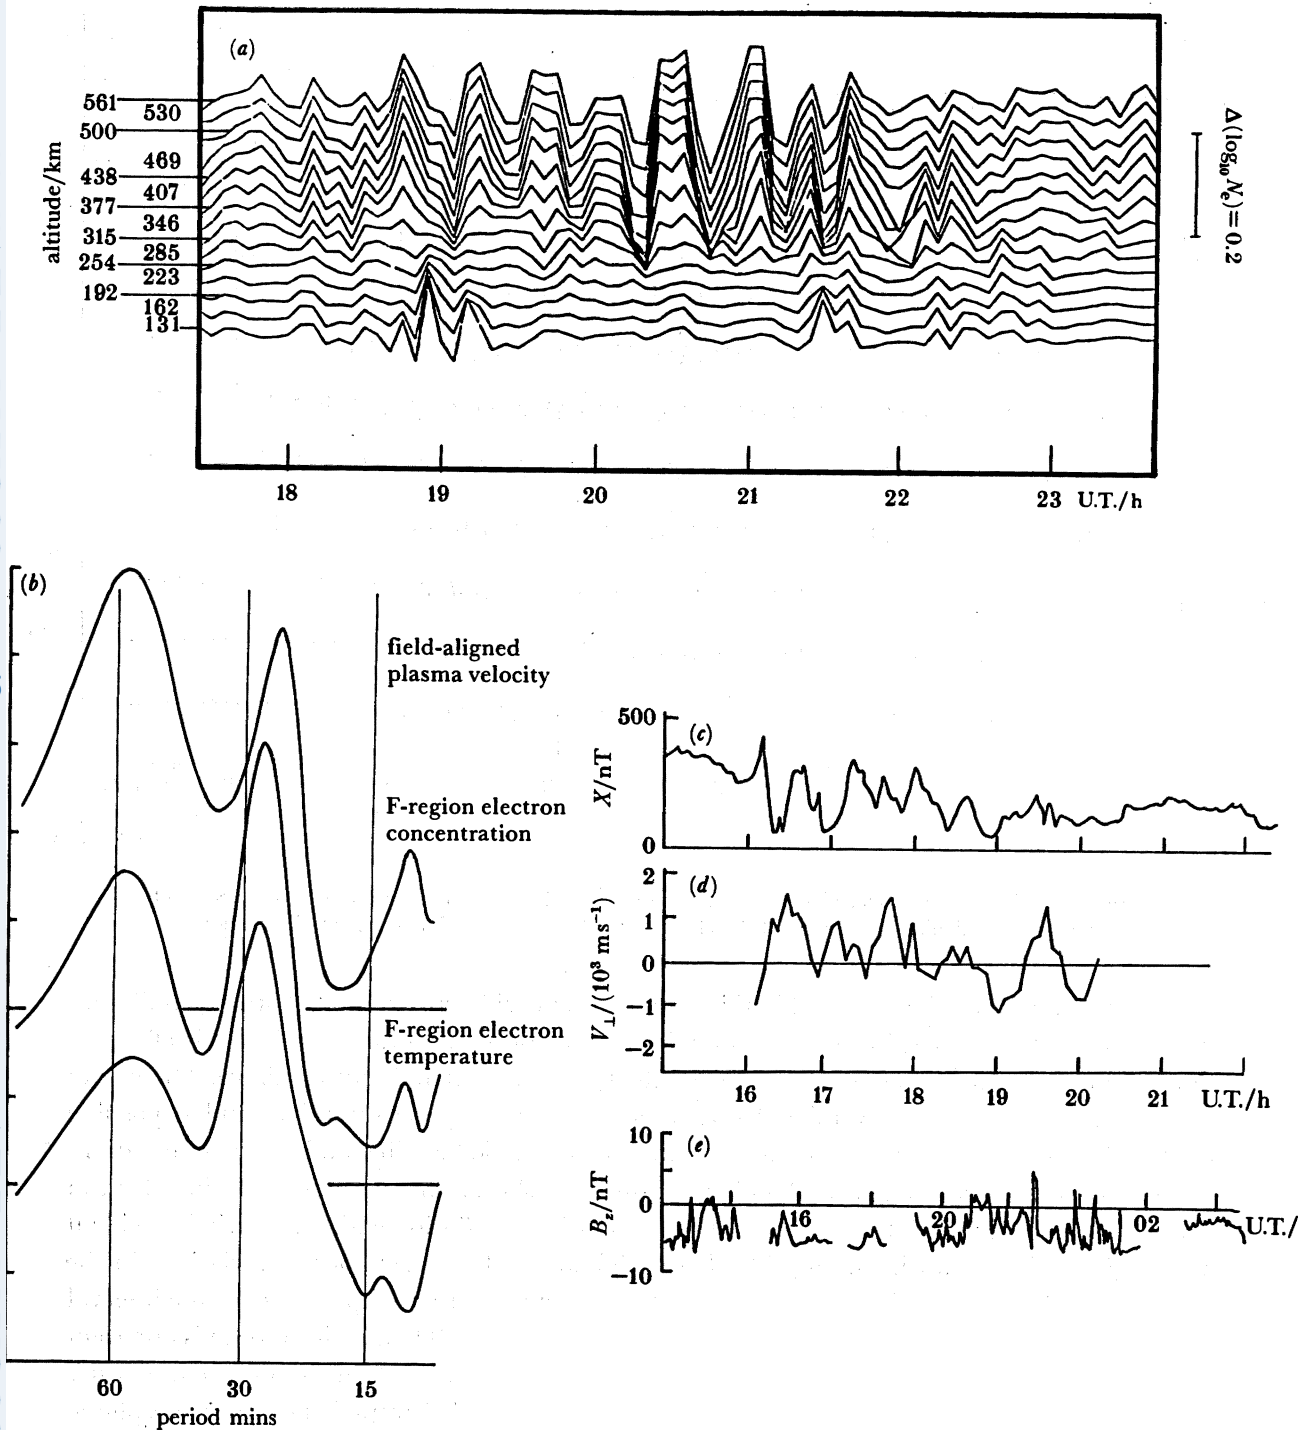 (a)
561
530
500
469
438
407
377
346
315
285
254
223
192
162
131
altitude/km
Δ(log₁₀ Nₑ)=0.2
18 19 20 21 22 23 U.T./h
(b)
field-aligned
plasma velocity
F-region electron
concentration
F-region electron
temperature
60 30 15
period mins
(c)
500
0
X/nT
(d)
2
1
0
−1
−2
V⊥/(10³ ms⁻¹)
16 17 18 19 20 21 U.T./h
(e)
10
0
−10
B_z/nT
16 20 02 U.T./